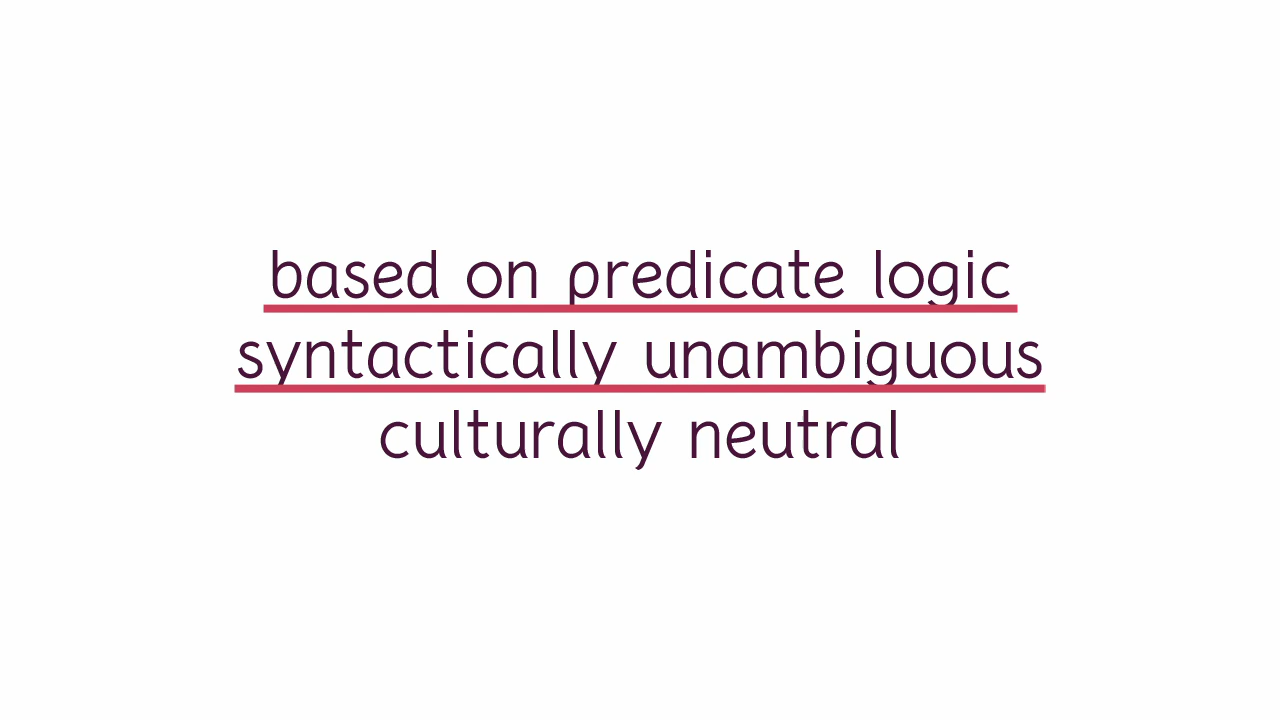 based on predicate logic
syntactically unambiguous
culturally neutral